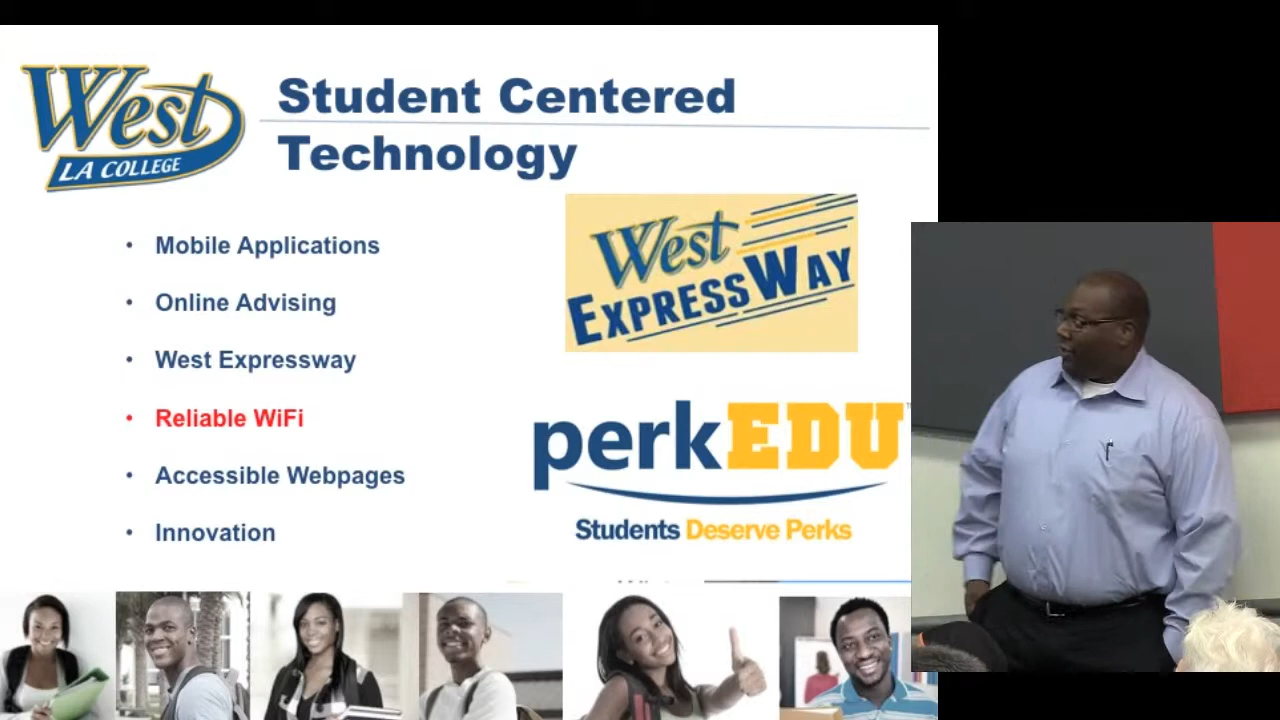 West
LA COLLEGE
Student Centered
Technology
• Mobile Applications
• Online Advising
• West Expressway
• Reliable WiFi
• Accessible Webpages
• Innovation
West
EXPRESSWAY
perkEDU
Students Deserve Perks